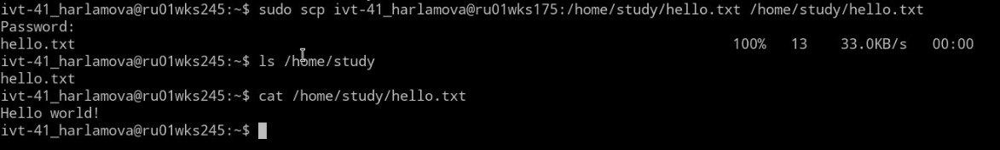 ivt-41_harlamova@ru01wks245:~$ sudo scp ivt-41_harlamova@ru01wks175:/home/study/hello.txt /home/study/hello.txt
Password:
hello.txt 100% 13 33.0KB/s 00:00
ivt-41_harlamova@ru01wks245:~$ ls /home/study
hello.txt
ivt-41_harlamova@ru01wks245:~$ cat /home/study/hello.txt
Hello world!
ivt-41_harlamova@ru01wks245:~$